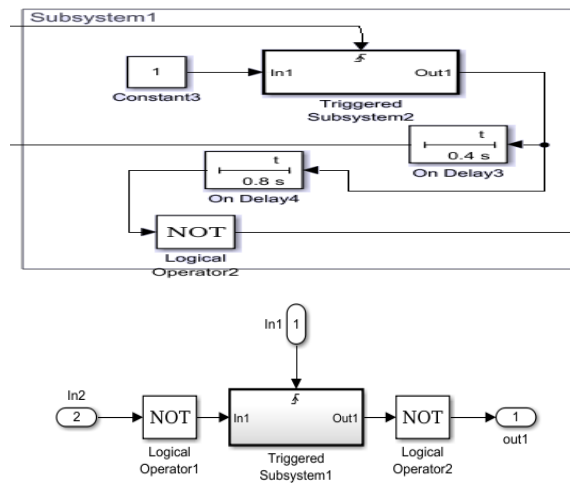 Subsystem1
1
Constant3
In1
Out1
Triggered
Subsystem2
t
0.4 s
On Delay3
t
0.8 s
On Delay4
NOT
Logical
Operator2
In1
1
In2
2
NOT
Logical
Operator1
In1
Out1
Triggered
Subsystem1
NOT
Logical
Operator2
1
out1